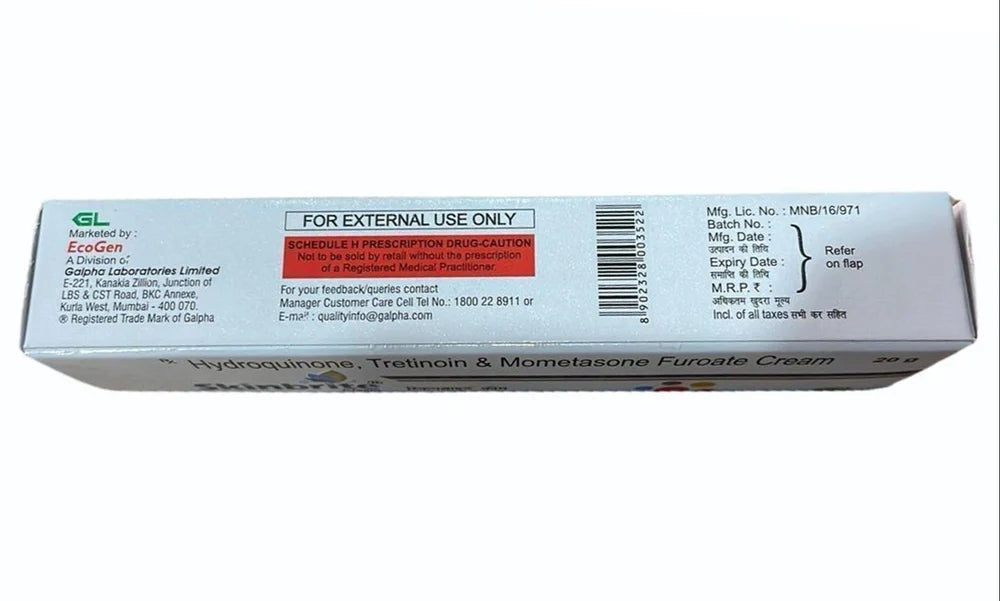 GL
Marketed by :
EcoGen
A Division of
Galpha Laboratories Limited
E-221, Kanakia Zillion, Junction of
LBS & CST Road, BKC Annexe,
Kurla West, Mumbai - 400 070.
® Registered Trade Mark of Galpha
FOR EXTERNAL USE ONLY
SCHEDULE H PRESCRIPTION DRUG-CAUTION
Not to be sold by retail without the prescription
of a Registered Medical Practitioner.
For your feedback/queries contact
Manager Customer Care Cell Tel No.: 1800 22 8911 or
E-mail : qualityinfo@galpha.com
8 902328 003522
Mfg. Lic. No. : MNB/16/971
Batch No. :
Mfg. Date :
उत्पादन की तिथि
Expiry Date :
समाप्ति की तिथि
M.R.P. ₹ :
अधिकतम खुदरा मूल्य
Incl. of all taxes सभी कर सहित
Refer
on flap
Rx Hydroquinone, Tretinoin & Mometasone Furoate Cream 20 g
Skinbrite®